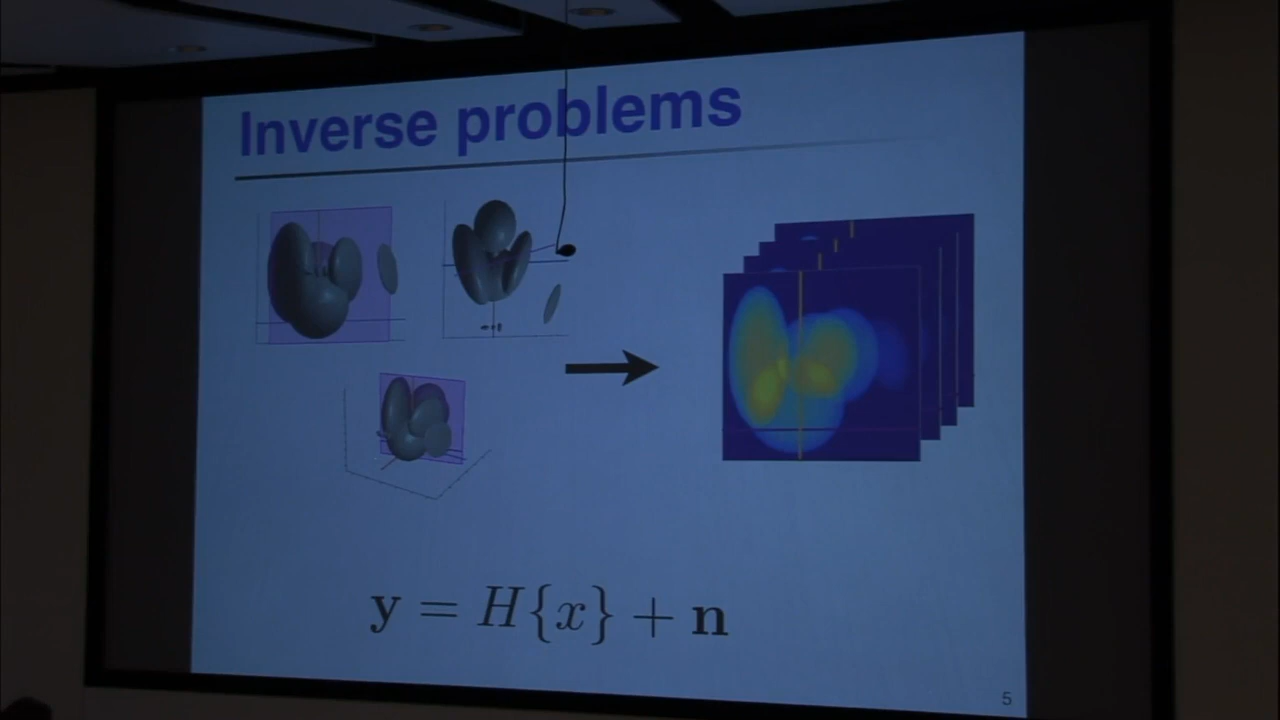 Inverse problems
y = H{x} + n
5